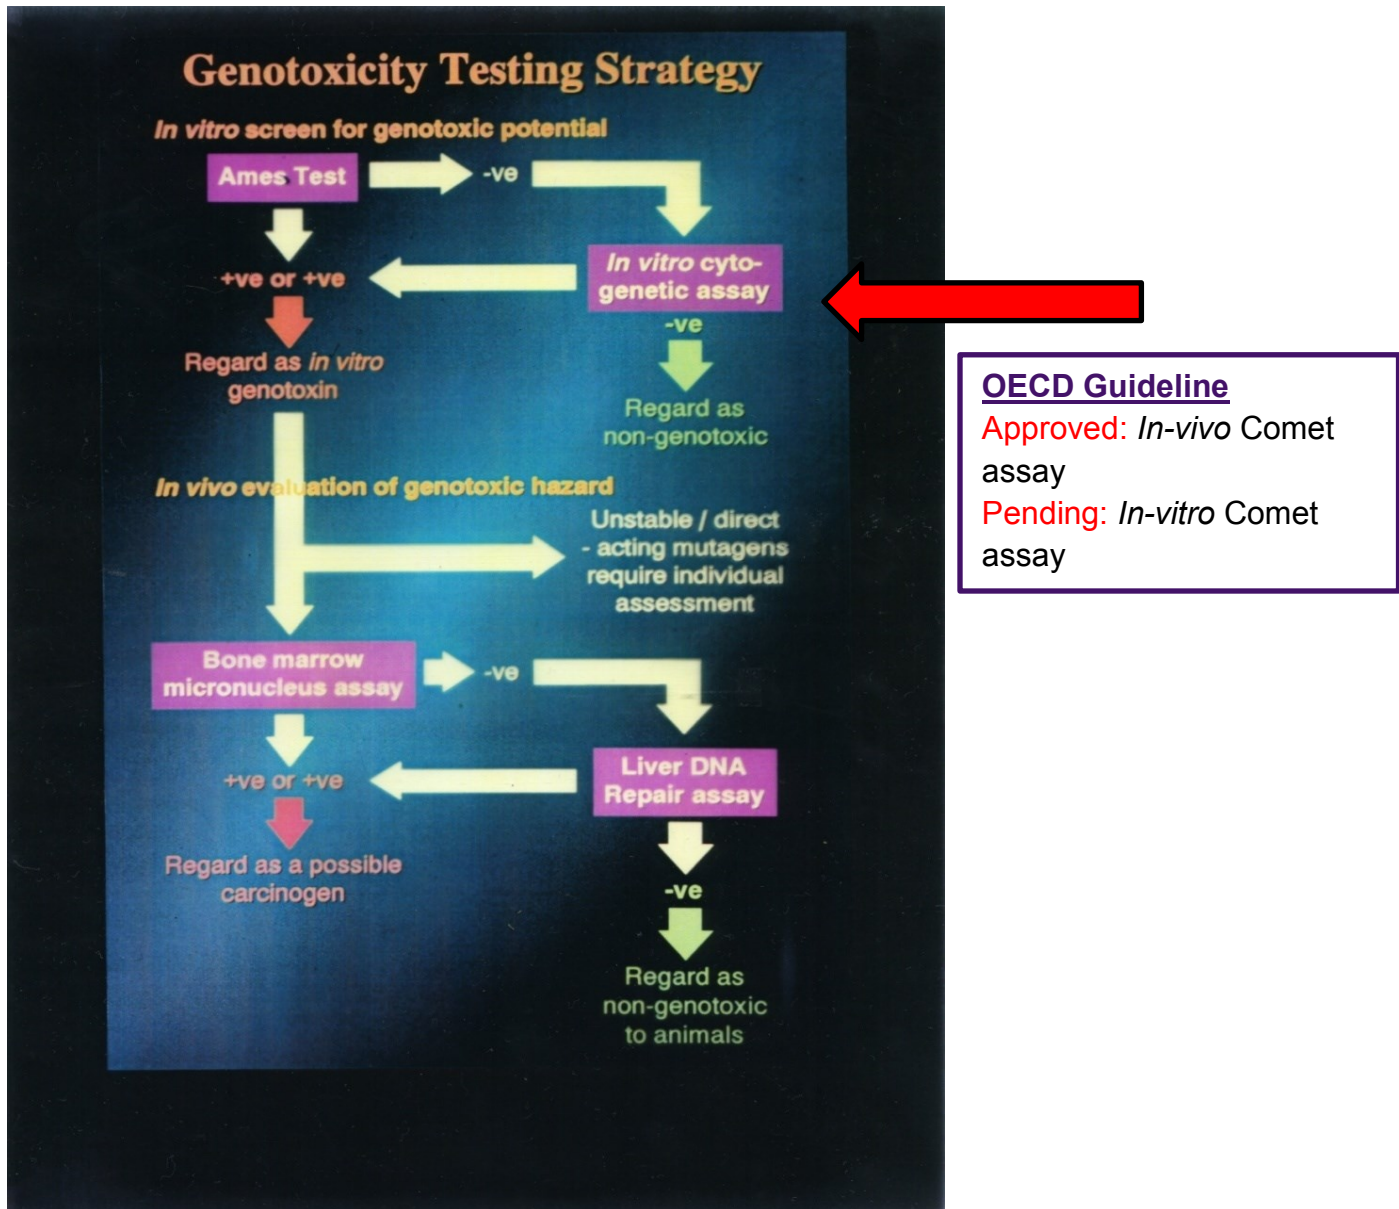 Genotoxicity Testing Strategy
In vitro screen for genotoxic potential
Ames Test
-ve
+ve or +ve
In vitro cyto-
genetic assay
-ve
Regard as in vitro
genotoxin
Regard as
non-genotoxic
In vivo evaluation of genotoxic hazard
Unstable / direct
- acting mutagens
require individual
assessment
Bone marrow
micronucleus assay
-ve
+ve or +ve
Liver DNA
Repair assay
Regard as a possible
carcinogen
-ve
Regard as
non-genotoxic
to animals
OECD Guideline
Approved: In-vivo Comet
assay
Pending: In-vitro Comet
assay